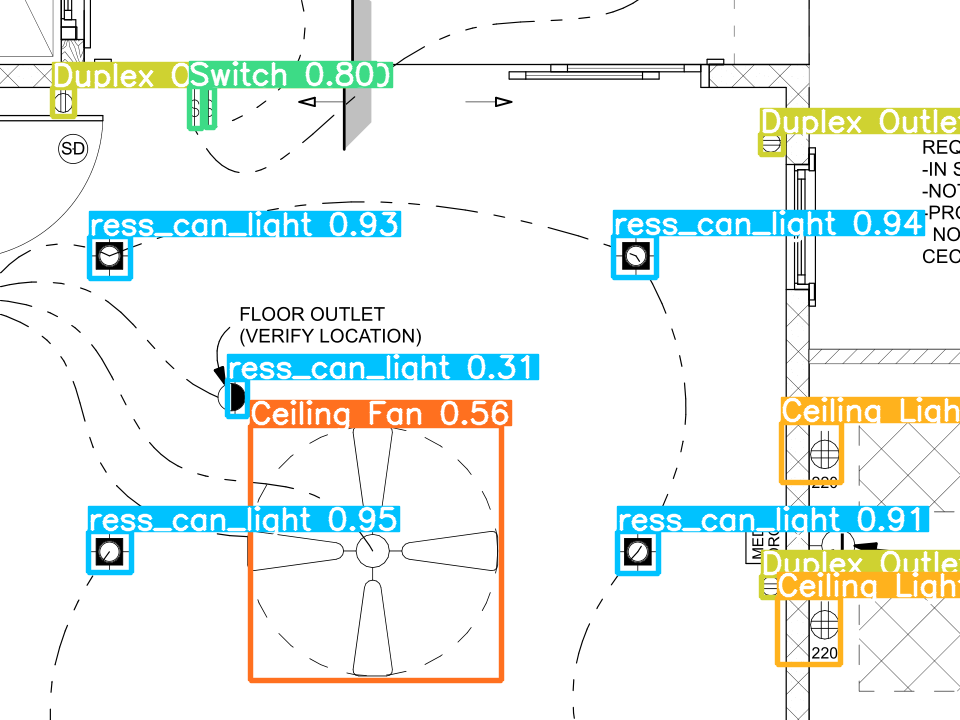 Duplex O
Switch 0.80
SD
Duplex Outlet
REQ
-IN S
-NOT
-PRO
NO
CEC
ress_can_light 0.93
ress_can_light 0.94
FLOOR OUTLET
(VERIFY LOCATION)
ress_can_light 0.31
Ceiling Fan 0.56
Ceiling Ligh
220
ress_can_light 0.95
ress_can_light 0.91
MED
Duplex Outlet
Ceiling Ligh
220